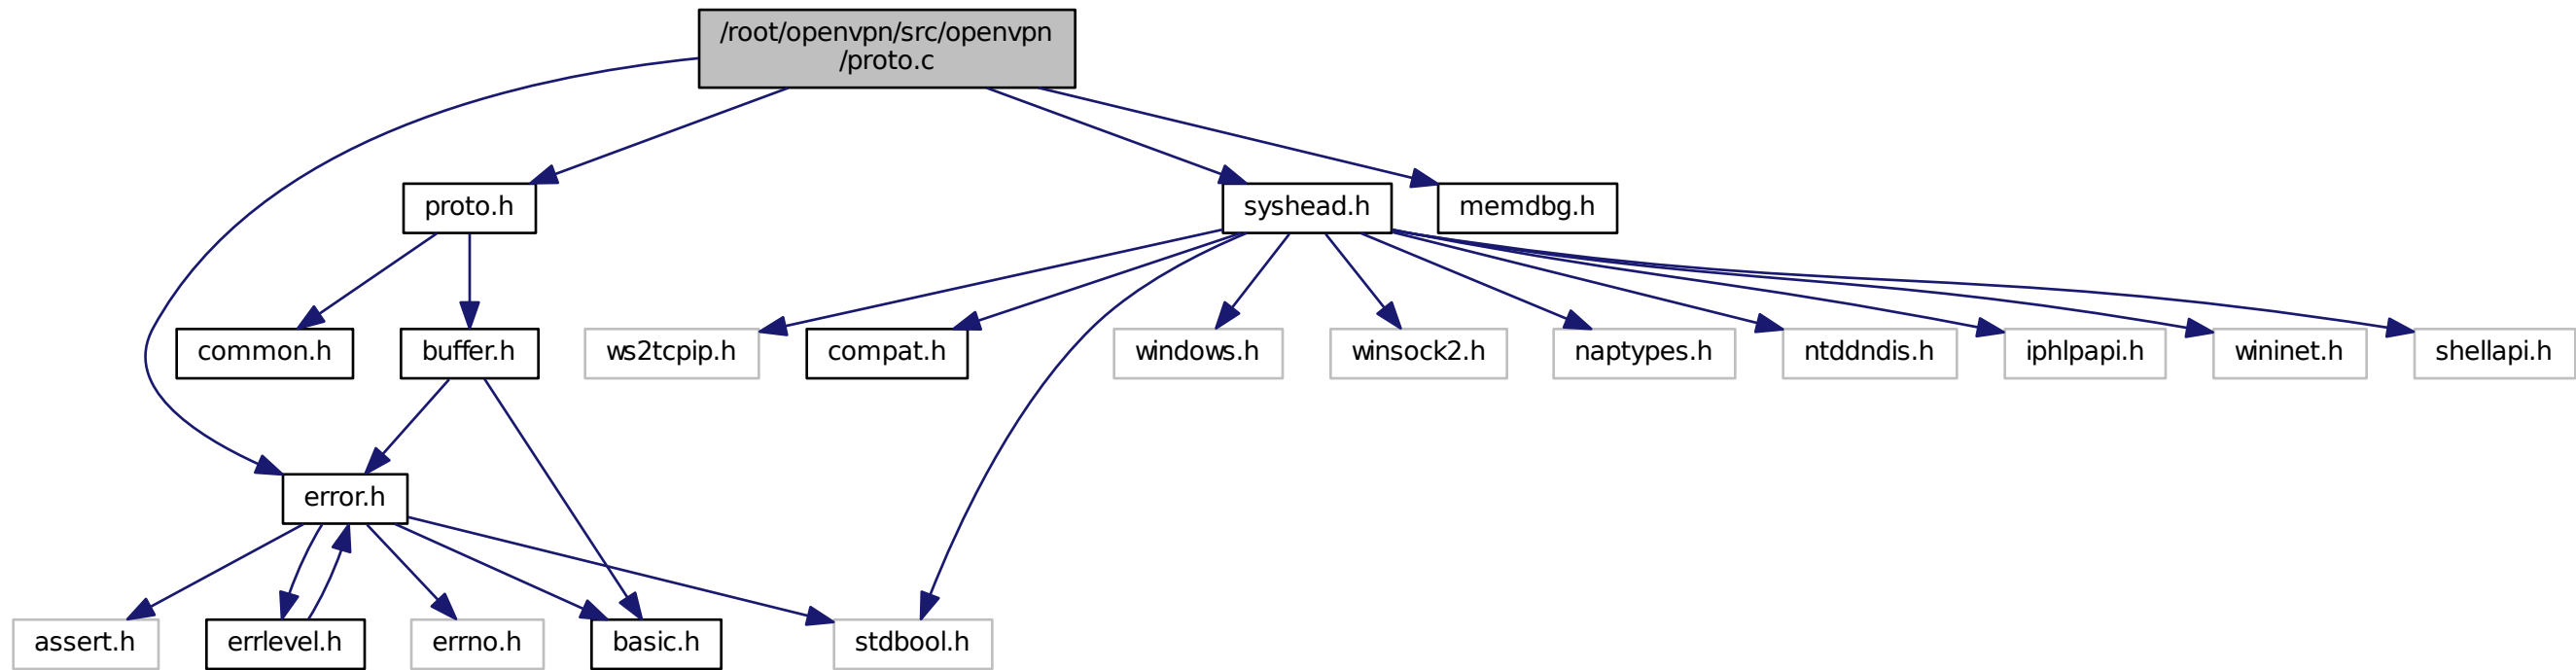 /root/openvpn/src/openvpn
/proto.c
proto.h
syshead.h
memdbg.h
common.h
buffer.h
ws2tcpip.h
compat.h
windows.h
winsock2.h
naptypes.h
ntddndis.h
iphlpapi.h
wininet.h
shellapi.h
error.h
assert.h
errlevel.h
errno.h
basic.h
stdbool.h